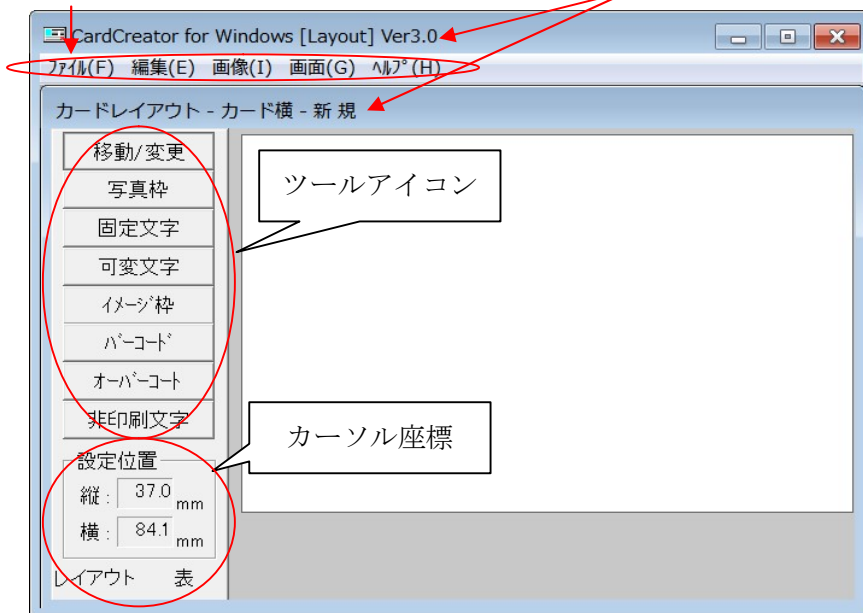 CardCreator for Windows [Layout] Ver3.0
ﾌｧｲﾙ(F) 編集(E) 画像(I) 画面(G) ﾍﾙﾌﾟ(H)
カードレイアウト - カード横 - 新 規
移動/変更
写真枠
ツールアイコン
固定文字
可変文字
ｲﾒｰｼﾞ枠
ﾊﾞｰｺｰﾄﾞ
ｵｰﾊﾞｰｺｰﾄ
非印刷文字
カーソル座標
設定位置
縦 : 37.0 mm
横 : 84.1 mm
レイアウト 表